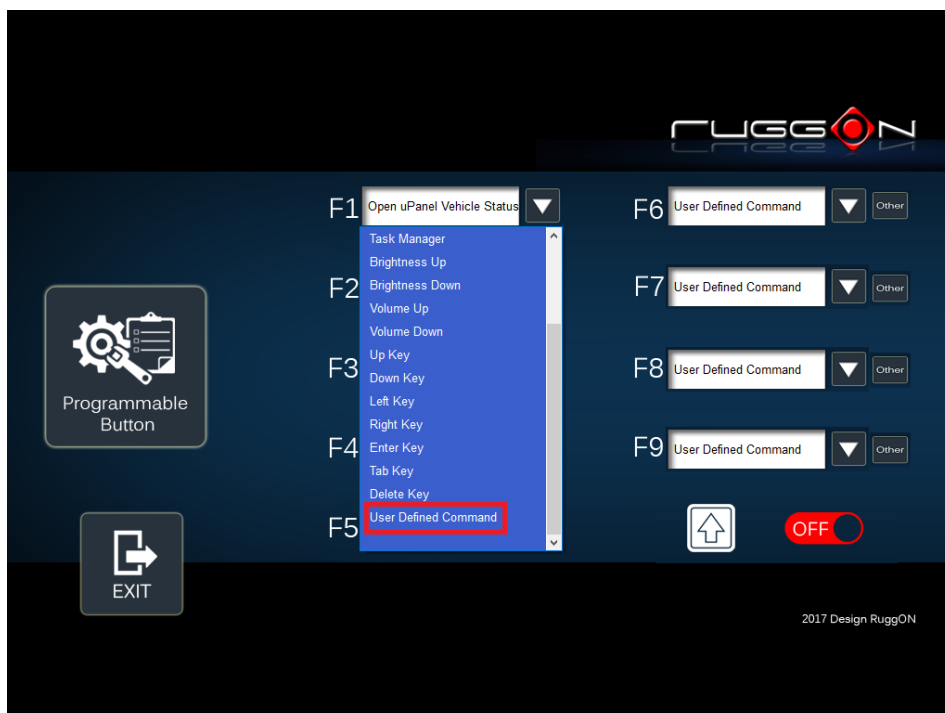 RUGGON
F1 Open uPanel Vehicle Status
Task Manager
Brightness Up
Brightness Down
Volume Up
Volume Down
Up Key
Down Key
Left Key
Right Key
Enter Key
Tab Key
Delete Key
User Defined Command
F2
F3
F4
F5
F6 User Defined Command Other
F7 User Defined Command Other
F8 User Defined Command Other
F9 User Defined Command Other
OFF
Programmable
Button
EXIT
2017 Design RuggON